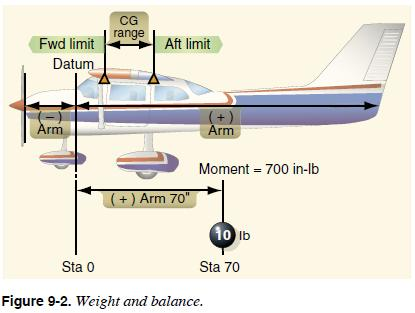 CG
range
Fwd limit
Aft limit
Datum
(−)
Arm
(+)
Arm
Moment = 700 in-lb
(+) Arm 70"
10 lb
Sta 0
Sta 70
Figure 9-2. Weight and balance.